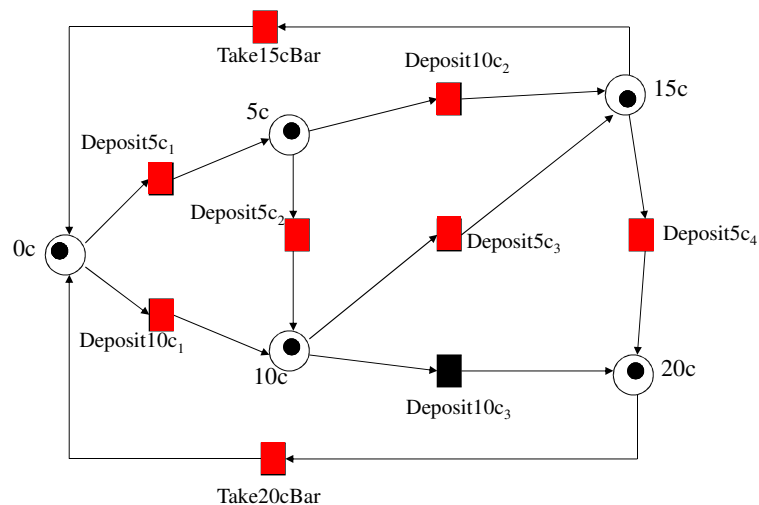 Take15cBar
Deposit10c₂
15c
5c
Deposit5c₁
Deposit5c₂
0c
Deposit5c₃
Deposit5c₄
Deposit10c₁
10c
20c
Deposit10c₃
Take20cBar